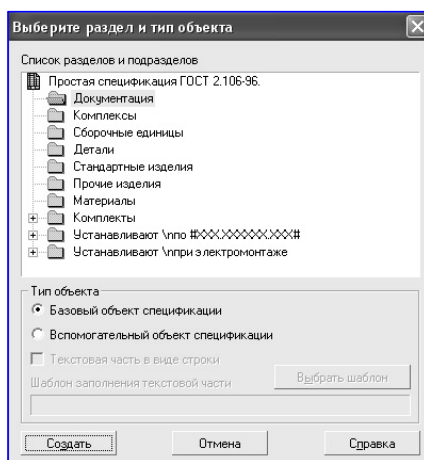 Выберите раздел и тип объекта
Список разделов и подразделов
Простая спецификация ГОСТ 2.106-96.
Документация
Комплексы
Сборочные единицы
Детали
Стандартные изделия
Прочие изделия
Материалы
Комплекты
Устанавливают \nпо #XXX.XXXXXX.XXX#
Устанавливают \nпри электромонтаже
Тип объекта
Базовый объект спецификации
Вспомогательный объект спецификации
Текстовая часть в виде строки
Шаблон заполнения текстовой части
Выбрать шаблон
Создать Отмена Справка